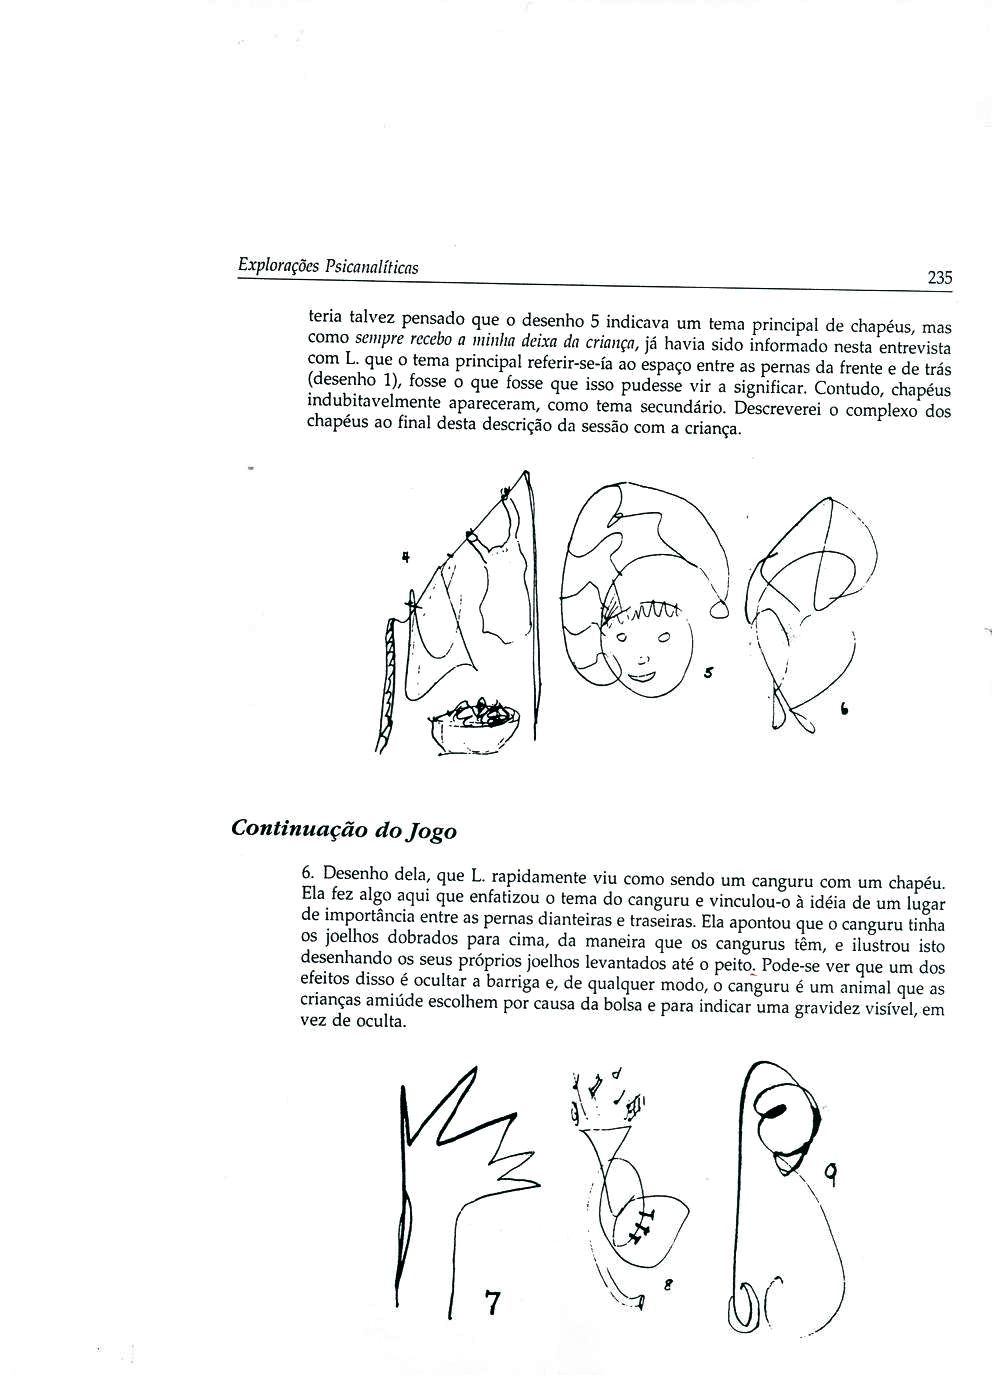 Explorações Psicanalíticas
235
teria talvez pensado que o desenho 5 indicava um tema principal de chapéus, mas
como sempre recebo a minha deixa da criança, já havia sido informado nesta entrevista
com L. que o tema principal referir-se-ía ao espaço entre as pernas da frente e de trás
(desenho 1), fosse o que fosse que isso pudesse vir a significar. Contudo, chapéus
indubitavelmente apareceram, como tema secundário. Descreverei o complexo dos
chapéus ao final desta descrição da sessão com a criança.
4
5
6
Continuação do Jogo
6. Desenho dela, que L. rapidamente viu como sendo um canguru com um chapéu.
Ela fez algo aqui que enfatizou o tema do canguru e vinculou-o à idéia de um lugar
de importância entre as pernas dianteiras e traseiras. Ela apontou que o canguru tinha
os joelhos dobrados para cima, da maneira que os cangurus têm, e ilustrou isto
desenhando os seus próprios joelhos levantados até o peito. Pode-se ver que um dos
efeitos disso é ocultar a barriga e, de qualquer modo, o canguru é um animal que as
crianças amiúde escolhem por causa da bolsa e para indicar uma gravidez visível, em
vez de oculta.
7
8
9